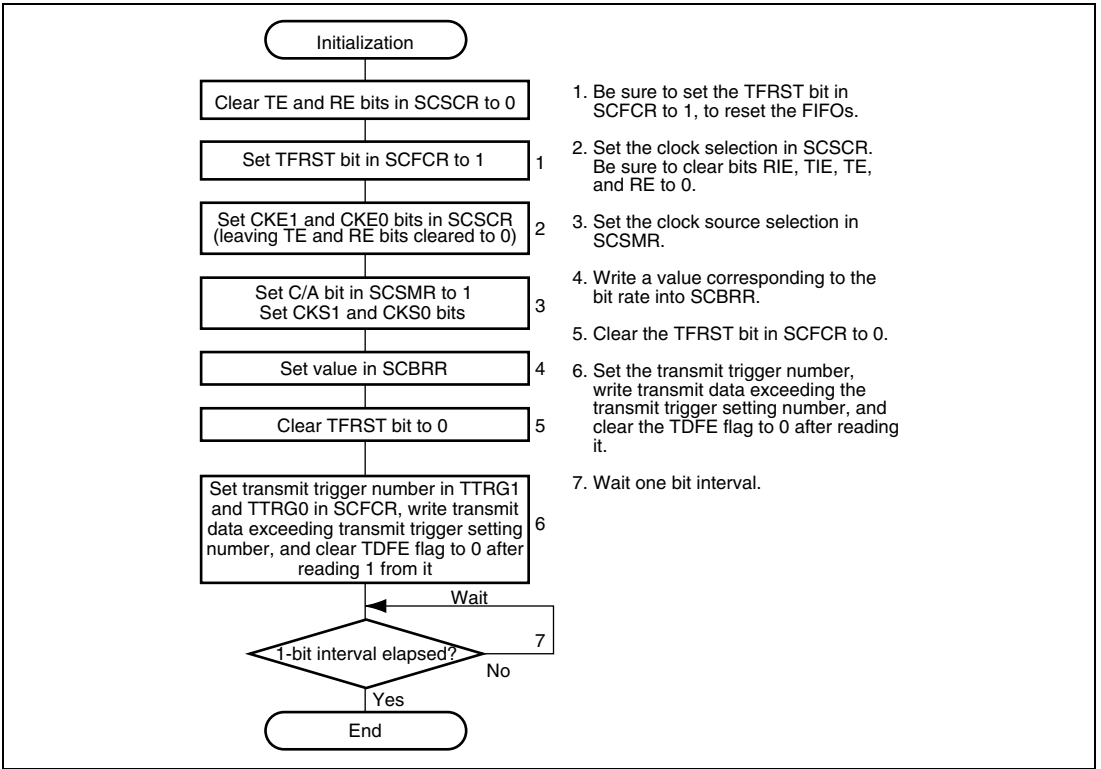 Initialization
Clear TE and RE bits in SCSCR to 0
Set TFRST bit in SCFCR to 1
1
Set CKE1 and CKE0 bits in SCSCR
(leaving TE and RE bits cleared to 0)
2
Set C/A bit in SCSMR to 1
Set CKS1 and CKS0 bits
3
Set value in SCBRR
4
Clear TFRST bit to 0
5
Set transmit trigger number in TTRG1
and TTRG0 in SCFCR, write transmit
data exceeding transmit trigger setting
number, and clear TDFE flag to 0 after
reading 1 from it
6
Wait
1-bit interval elapsed?
7
No
Yes
End
1. Be sure to set the TFRST bit in
SCFCR to 1, to reset the FIFOs.
2. Set the clock selection in SCSCR.
Be sure to clear bits RIE, TIE, TE,
and RE to 0.
3. Set the clock source selection in
SCSMR.
4. Write a value corresponding to the
bit rate into SCBRR.
5. Clear the TFRST bit in SCFCR to 0.
6. Set the transmit trigger number,
write transmit data exceeding the
transmit trigger setting number, and
clear the TDFE flag to 0 after reading
it.
7. Wait one bit interval.